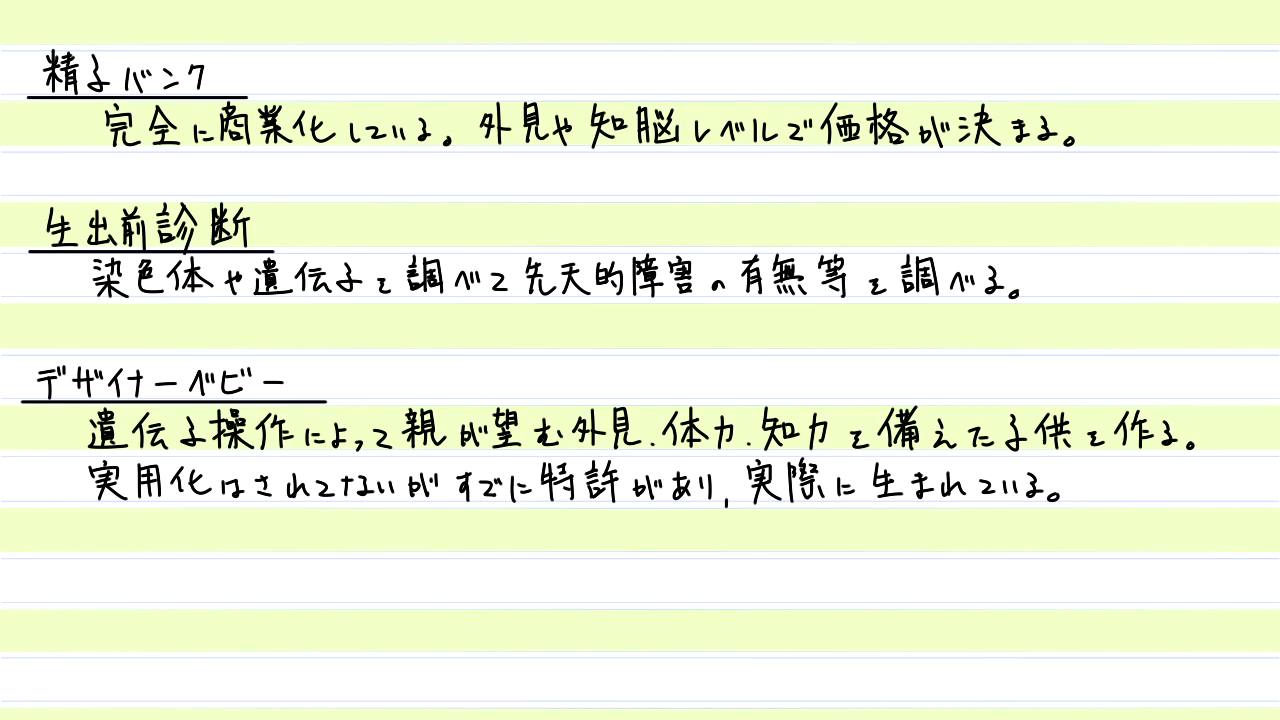 精子バンク
完全に商業化している。外見や知脳レベルで価格が決まる。
生出前診断
染色体や遺伝子を調べて先天的障害の有無等を調べる。
デザイナーベビー
遺伝子操作によって親が望む外見.体力.知力を備えた子供を作る。
実用化はされてないがすでに特許があり,実際に生まれている。